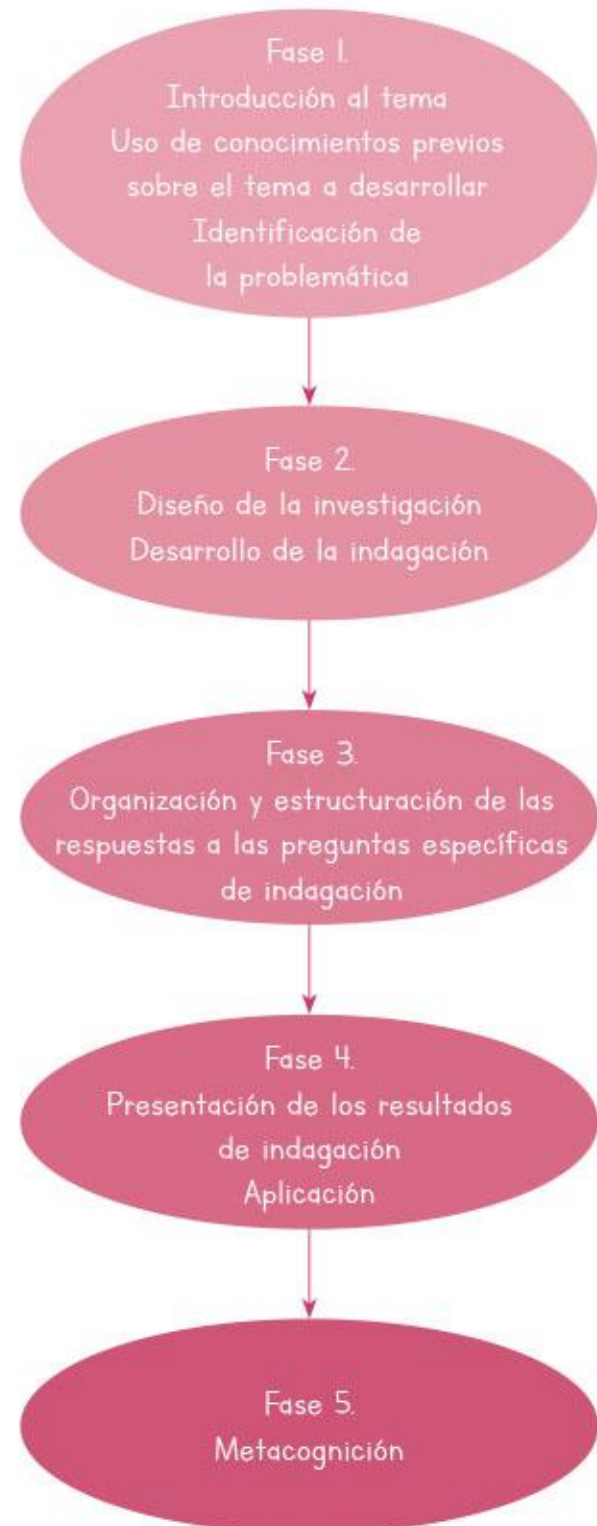 Fase 1.
Introducción al tema
Uso de conocimientos previos
sobre el tema a desarrollar
Identificación de
la problemática
Fase 2.
Diseño de la investigación
Desarrollo de la indagación
Fase 3.
Organización y estructuración de las
respuestas a las preguntas específicas
de indagación
Fase 4.
Presentación de los resultados
de indagación
Aplicación
Fase 5.
Metacognición